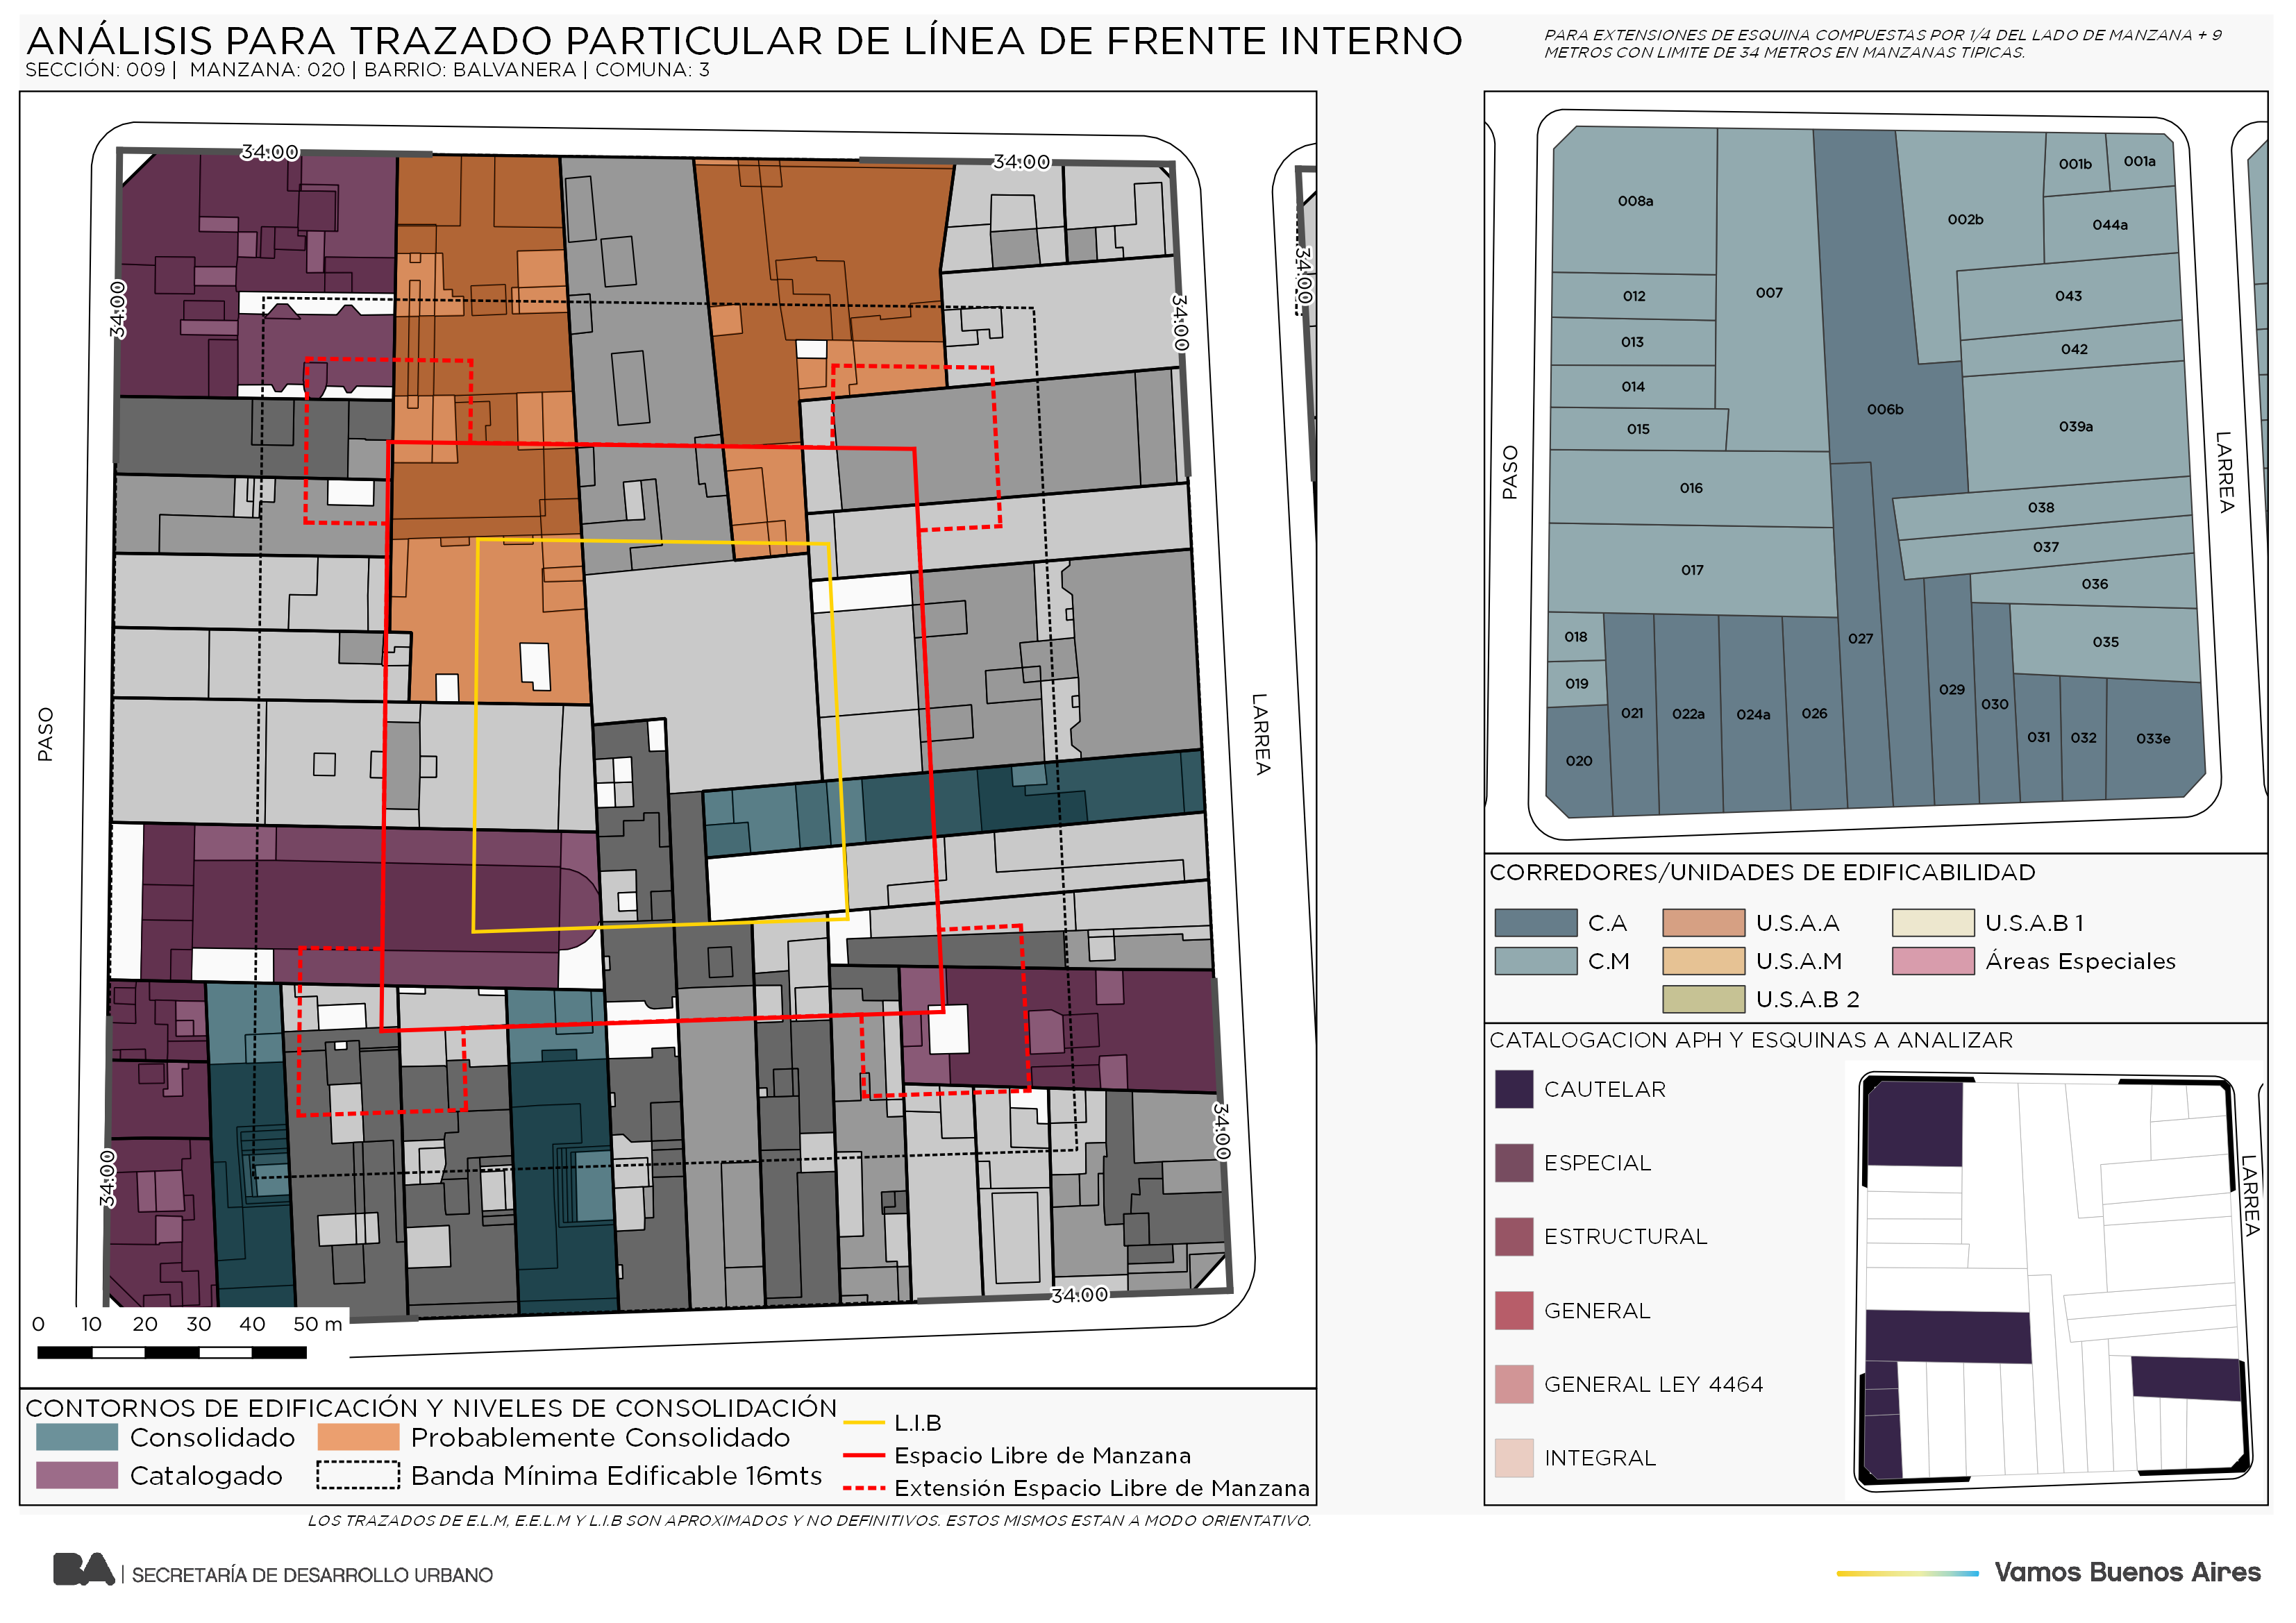 ANÁLISIS PARA TRAZADO PARTICULAR DE LÍNEA DE FRENTE INTERNO
SECCIÓN: 009 | MANZANA: 020 | BARRIO: BALVANERA | COMUNA: 3
PARA EXTENSIONES DE ESQUINA COMPUESTAS POR 1/4 DEL LADO DE MANZANA + 9
METROS CON LIMITE DE 34 METROS EN MANZANAS TIPICAS.
34.00
34.00
34.00
34.00
34.00
34.00
34.00
34.00
PASO
LARREA
0 10 20 30 40 50 m
CONTORNOS DE EDIFICACIÓN Y NIVELES DE CONSOLIDACIÓN
Consolidado
Catalogado
Probablemente Consolidado
Banda Mínima Edificable 16mts
L.I.B
Espacio Libre de Manzana
Extensión Espacio Libre de Manzana
LOS TRAZADOS DE E.L.M, E.E.L.M Y L.I.B SON APROXIMADOS Y NO DEFINITIVOS. ESTOS MISMOS ESTAN A MODO ORIENTATIVO.
008a
001b
001a
002b
044a
012
007
043
013
042
014
006b
015
039a
016
038
037
017
036
018
027
035
019
029
021
022a
024a
026
030
031
032
033e
020
PASO
LARREA
CORREDORES/UNIDADES DE EDIFICABILIDAD
C.A
U.S.A.A
U.S.A.B 1
C.M
U.S.A.M
Áreas Especiales
U.S.A.B 2
CATALOGACION APH Y ESQUINAS A ANALIZAR
CAUTELAR
ESPECIAL
ESTRUCTURAL
GENERAL
GENERAL LEY 4464
INTEGRAL
LARREA
BA | SECRETARÍA DE DESARROLLO URBANO
Vamos Buenos Aires